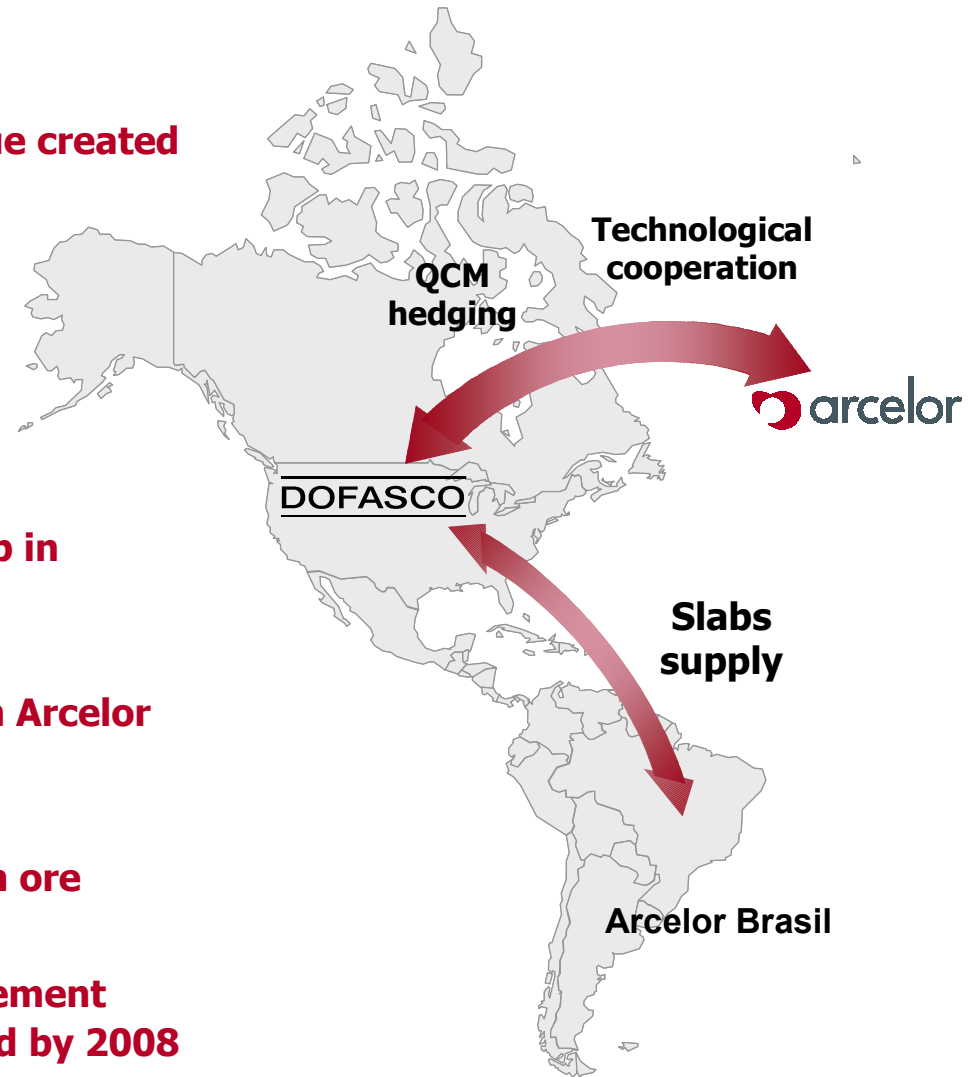 ue created
Technological
cooperation
QCM
hedging
arcelor
DOFASCO
p in
Slabs
supply
n Arcelor
n ore
Arcelor Brasil
ement
d by 2008